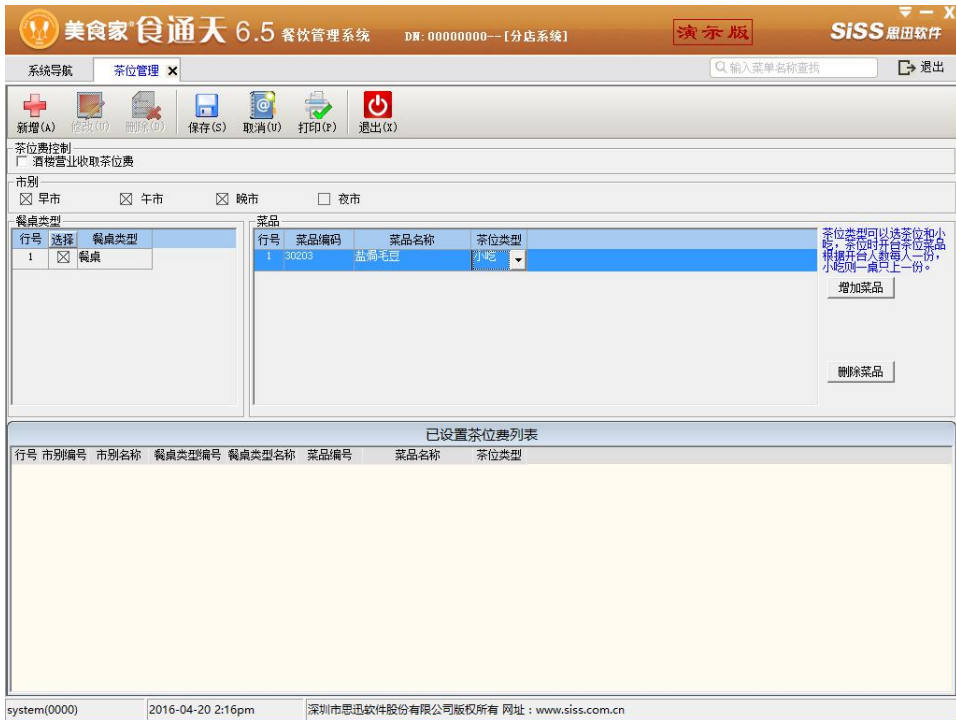 美食家®食通天 6.5 餐饮管理系统 DN:00000000--[分店系统] 演示版 SiSS 思迅软件
系统导航 茶位管理 输入菜单名称查找 退出
新增(A) 修改(U) 删除(D) 保存(S) 取消(U) 打印(P) 退出(X)
茶位费控制
酒楼营业收取茶位费
市别
早市 午市 晚市 夜市
餐桌类型 菜品
行号 选择 餐桌类型 行号 菜品编码 菜品名称 茶位类型
1 餐桌 1 30203 盐焗毛豆 小吃
茶位类型可以选茶位和小
吃，茶位时开台茶位菜品
根据开台人数每人一份，
小吃则一桌只上一份。
增加菜品
删除菜品
已设置茶位费列表
行号 市别编号 市别名称 餐桌类型编号 餐桌类型名称 菜品编号 菜品名称 茶位类型
system(0000) 2016-04-20 2:16pm 深圳市思迅软件股份有限公司版权所有 网址：www.siss.com.cn